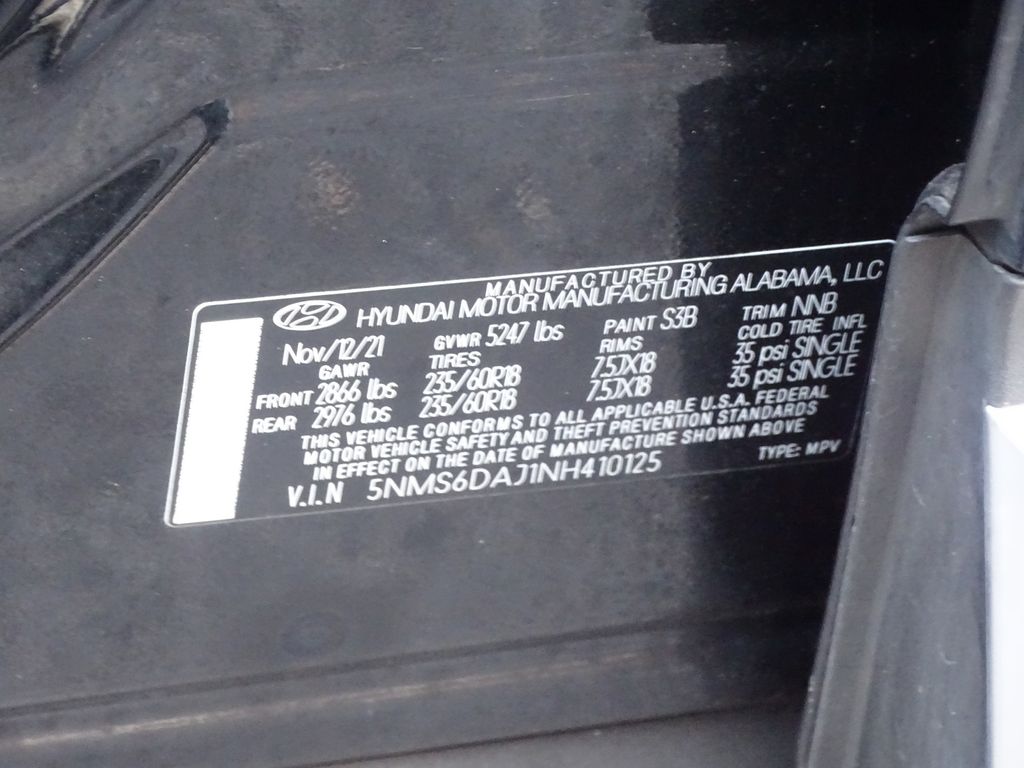 MANUFACTURED BY
HYUNDAI MOTOR MANUFACTURING ALABAMA, LLC
Nov/12/21 GVWR 5247 lbs PAINT S3B TRIM NNB
GAWR TIRES RIMS COLD TIRE INFL
FRONT 2866 lbs 235/60R18 7.5JX18 35 psi SINGLE
REAR 2976 lbs 235/60R18 7.5JX18 35 psi SINGLE
THIS VEHICLE CONFORMS TO ALL APPLICABLE U.S.A. FEDERAL
MOTOR VEHICLE SAFETY AND THEFT PREVENTION STANDARDS
IN EFFECT ON THE DATE OF MANUFACTURE SHOWN ABOVE
V.I.N 5NMS6DAJ1NH410125 TYPE: MPV